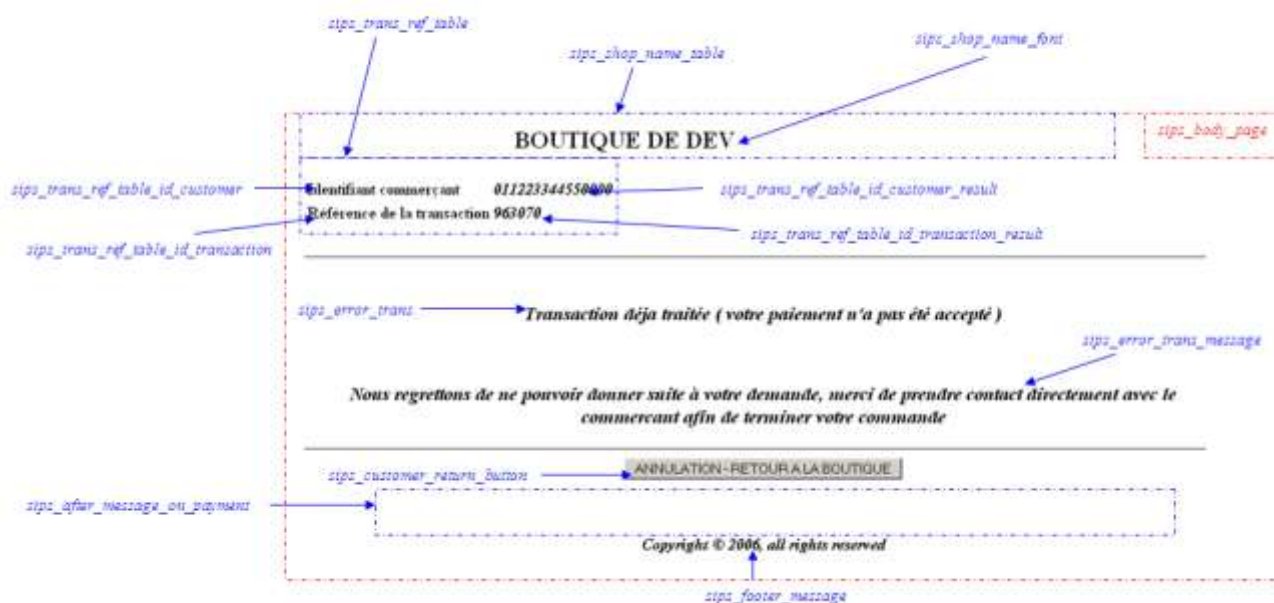 sips_trans_ref_table
sips_shop_name_font
sips_shop_name_table
BOUTIQUE DE DEV
sips_body_page
sips_trans_ref_table_id_customer
Identifiant commerçant 011223344550000
sips_trans_ref_table_id_customer_result
Référence de la transaction 963070
sips_trans_ref_table_id_transaction_result
sips_trans_ref_table_id_transaction
sips_error_trans
Transaction déja traitée ( votre paiement n'a pas été accepté )
sips_error_trans_message
Nous regrettons de ne pouvoir donner suite à votre demande, merci de prendre contact directement avec le
commercant afin de terminer votre commande
ANNULATION - RETOUR A LA BOUTIQUE
sips_customer_return_button
sips_after_message_on_payment
Copyright © 2006, all rights reserved
sips_footer_message